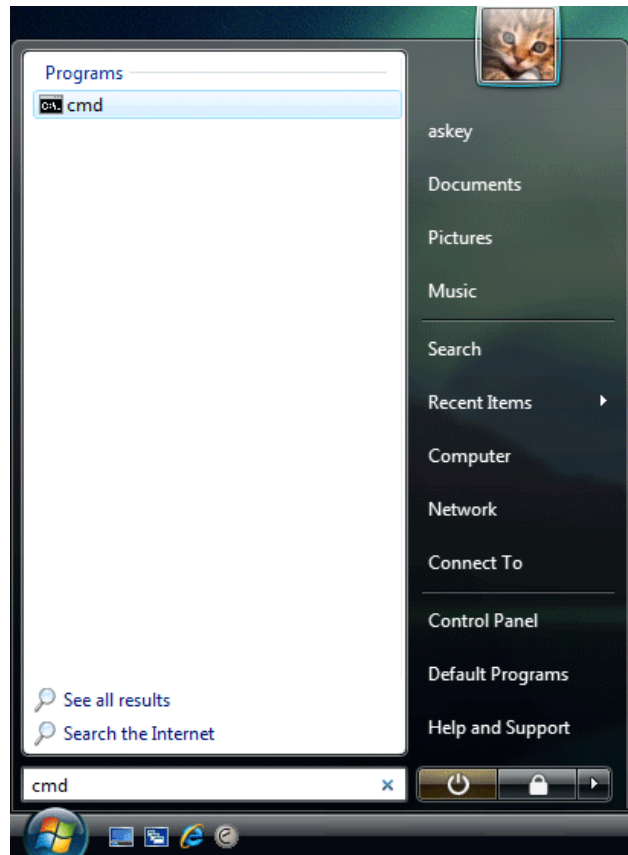 Programs
cmd
See all results
Search the Internet
cmd
askey
Documents
Pictures
Music
Search
Recent Items
Computer
Network
Connect To
Control Panel
Default Programs
Help and Support